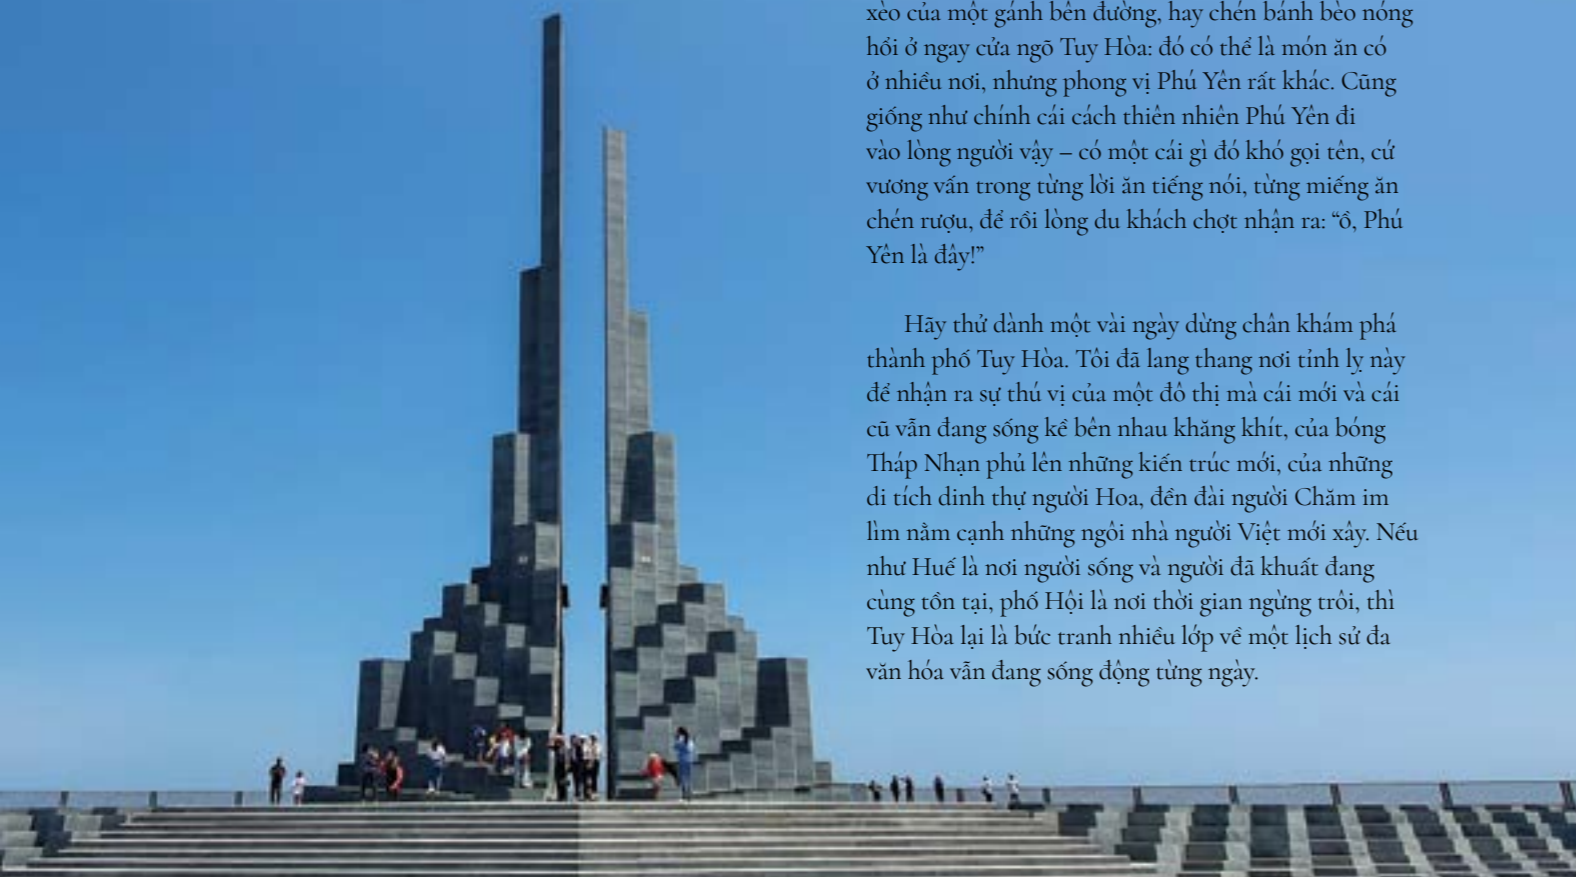 xèo của một gánh bên đường, hay chén bánh bèo nóng
hổi ở ngay cửa ngõ Tuy Hòa: đó có thể là món ăn có
ở nhiều nơi, nhưng phong vị Phú Yên rất khác. Cũng
giống như chính cái cách thiên nhiên Phú Yên đi
vào lòng người vậy – có một cái gì đó khó gọi tên, cứ
vương vấn trong từng lời ăn tiếng nói, từng miếng ăn
chén rượu, để rồi lòng du khách chợt nhận ra: “ồ, Phú
Yên là đây!”
Hãy thử dành một vài ngày dừng chân khám phá
thành phố Tuy Hòa. Tôi đã lang thang nơi tỉnh lỵ này
để nhận ra sự thú vị của một đô thị mà cái mới và cái
cũ vẫn đang sống kề bên nhau khăng khít, của bóng
Tháp Nhạn phủ lên những kiến trúc mới, của những
di tích dinh thự người Hoa, đền đài người Chăm im
lìm nằm cạnh những ngôi nhà người Việt mới xây. Nếu
như Huế là nơi người sống và người đã khuất đang
cùng tồn tại, phố Hội là nơi thời gian ngừng trôi, thì
Tuy Hòa lại là bức tranh nhiều lớp về một lịch sử đa
văn hóa vẫn đang sống động từng ngày.